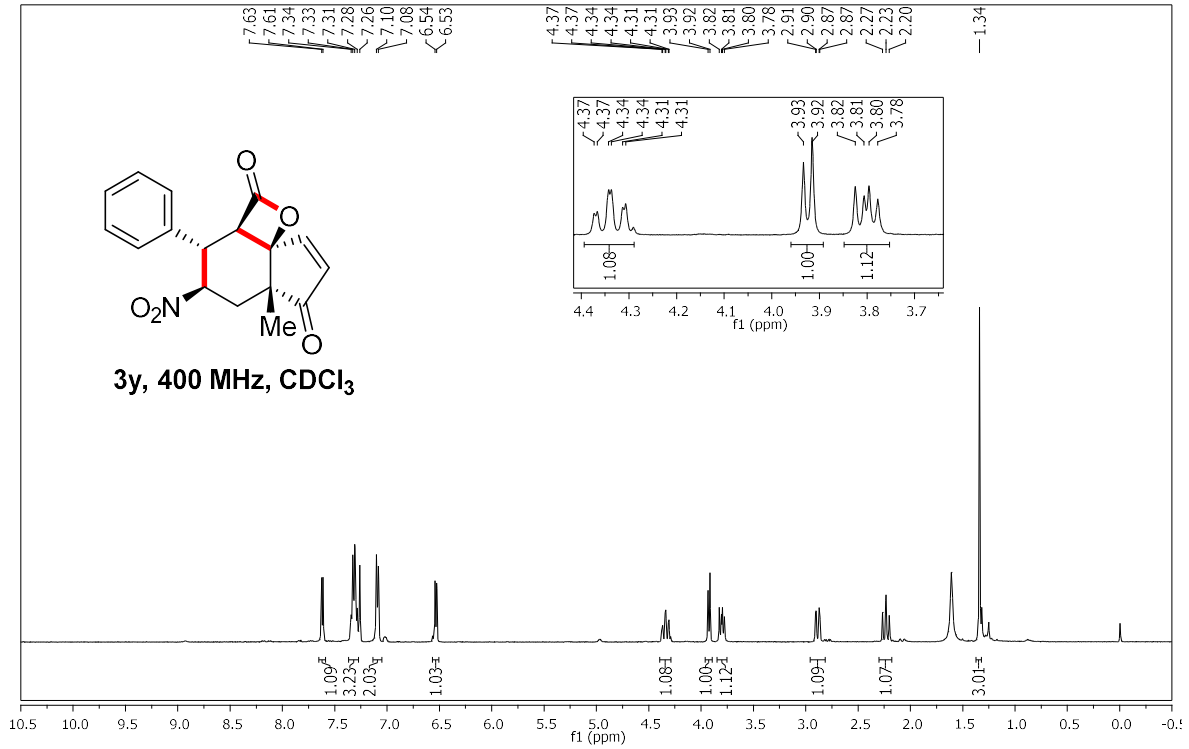 7.63 7.61 7.34 7.33 7.31 7.28 7.26 7.10 7.08 6.54 6.53 4.37 4.37 4.34 4.34 4.31 4.31 3.93 3.92 3.82 3.81 3.80 3.78 2.91 2.90 2.87 2.87 2.27 2.23 2.20 1.34
4.37 4.37 4.34 4.34 4.31 4.31 3.93 3.92 3.82 3.81 3.80 3.78
1.08 1.00 1.12
4.4 4.3 4.2 4.1 4.0 3.9 3.8 3.7
f1 (ppm)
O
O
O₂N
Me
O
3y, 400 MHz, CDCl₃
1.09 3.23 2.03 1.03 1.08 1.00 1.12 1.09 1.07 3.01
10.5 10.0 9.5 9.0 8.5 8.0 7.5 7.0 6.5 6.0 5.5 5.0 4.5 4.0 3.5 3.0 2.5 2.0 1.5 1.0 0.5 0.0 -0.5
f1 (ppm)